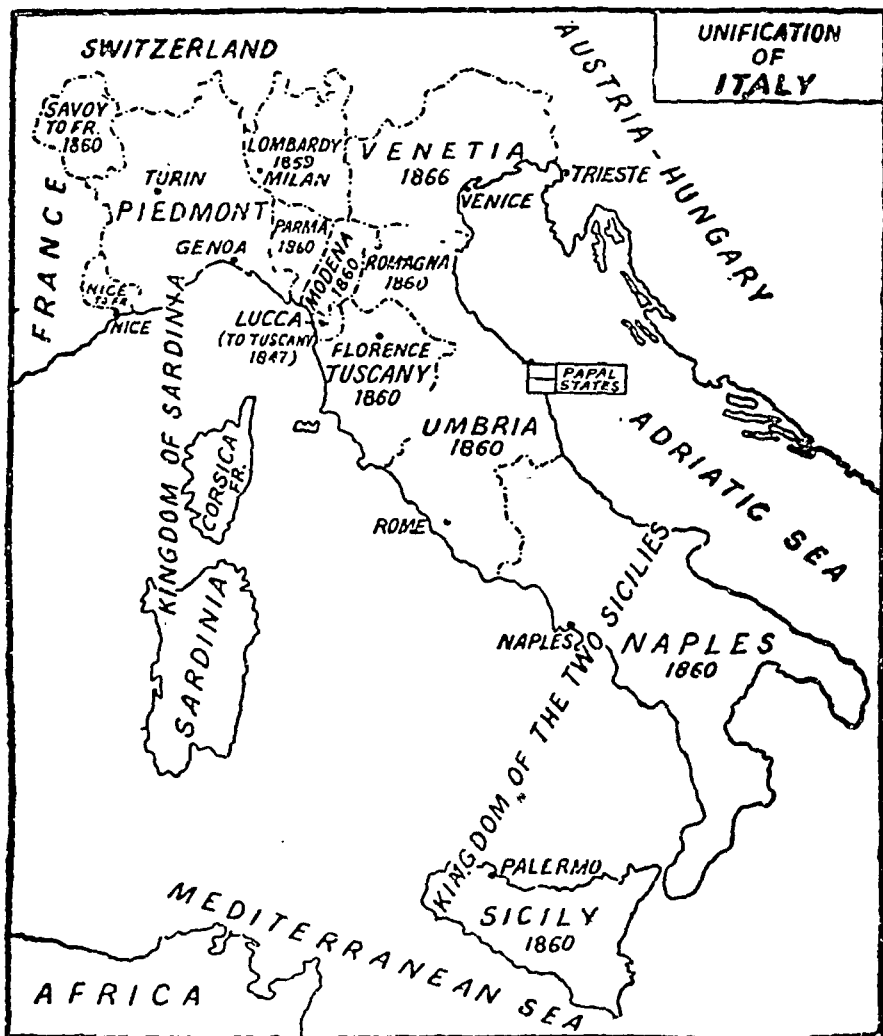 UNIFICATION
OF
ITALY
SWITZERLAND
AUSTRIA-HUNGARY
SAVOY
TO FR.
1860
LOMBARDY
1859
MILAN
VENETIA
1866
TURIN
VENICE
TRIESTE
PIEDMONT
PARMA
1860
MODENA
1860
ROMAGNA
1860
GENOA
FRANCE
NICE
TO FR
NICE
LUCCA
(TO TUSCANY
1847)
FLORENCE
TUSCANY
1860
PAPAL
STATES
UMBRIA
1860
ADRIATIC SEA
KINGDOM OF SARDINIA
CORSICA
FR.
ROME
SARDINIA
NAPLES
NAPLES
1860
KINGDOM OF THE TWO SICILIES
PALERMO
SICILY
1860
MEDITERRANEAN SEA
AFRICA